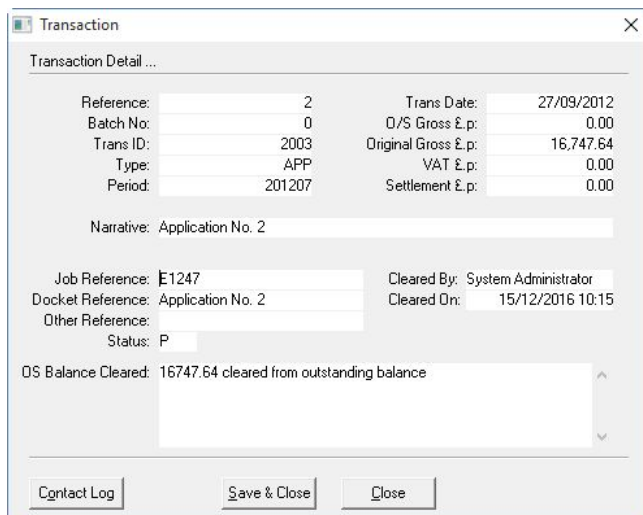 Transaction
Transaction Detail ...
Reference: 2 Trans Date: 27/09/2012
Batch No: 0 O/S Gross £.p: 0.00
Trans ID: 2003 Original Gross £.p: 16,747.64
Type: APP VAT £.p: 0.00
Period: 201207 Settlement £.p: 0.00
Narrative: Application No. 2
Job Reference: E1247 Cleared By: System Administrator
Docket Reference: Application No. 2 Cleared On: 15/12/2016 10:15
Other Reference:
Status: P
OS Balance Cleared: 16747.64 cleared from outstanding balance
Contact Log Save & Close Close